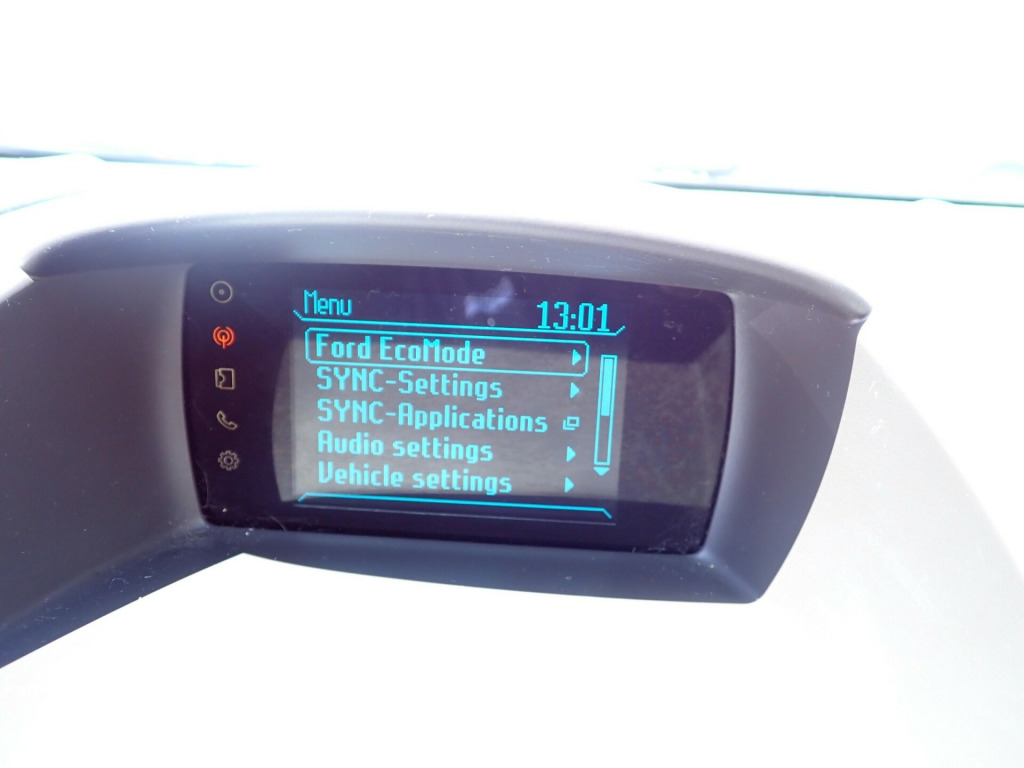 Menu 13:01
Ford EcoMode
SYNC-Settings
SYNC-Applications
Audio settings
Vehicle settings